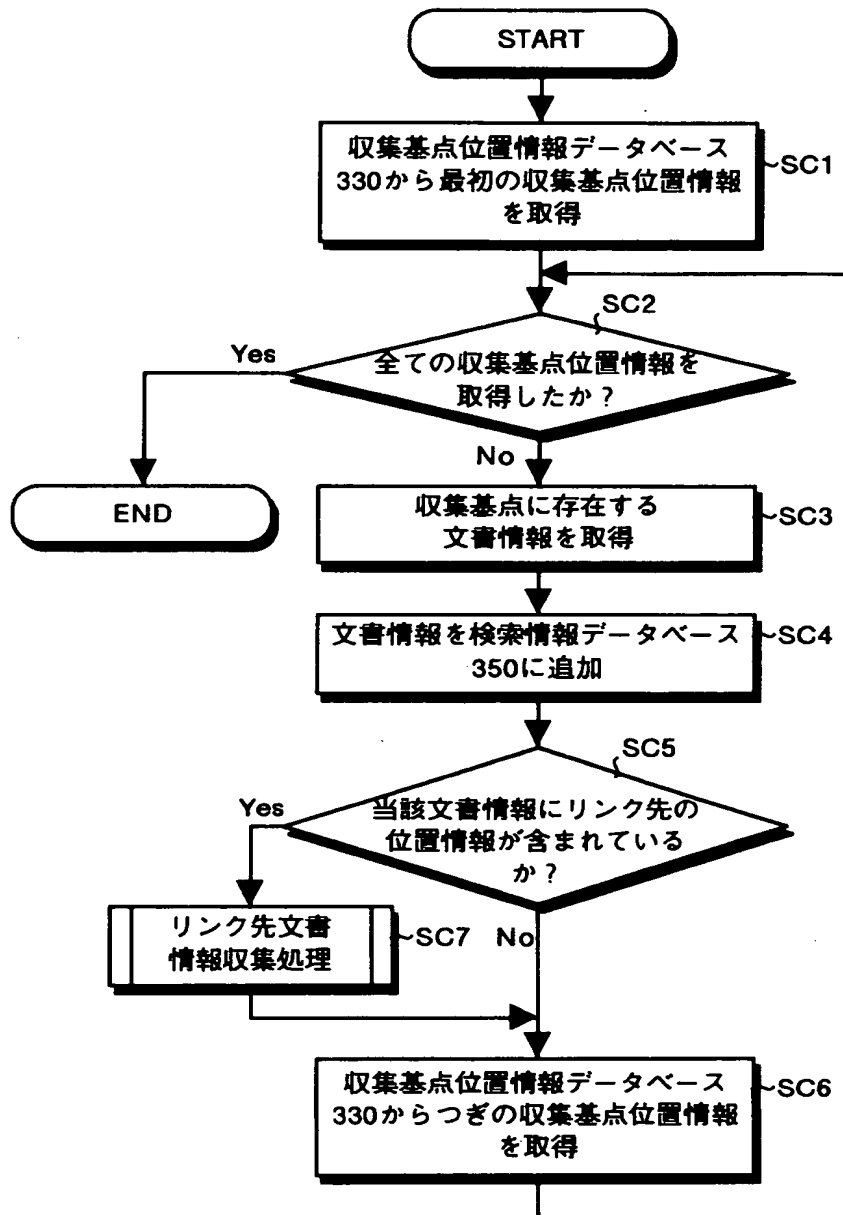 START
収集基点位置情報データベース
330から最初の収集基点位置情報
を取得
~SC1
SC2
全ての収集基点位置情報を
取得したか?
Yes
No
END
収集基点に存在する
文書情報を取得
~SC3
文書情報を検索情報データベース
350に追加
~SC4
SC5
当該文書情報にリンク先の
位置情報が含まれている
か?
Yes
リンク先文書
情報収集処理
~SC7
No
収集基点位置情報データベース
330からつぎの収集基点位置情報
を取得
~SC6